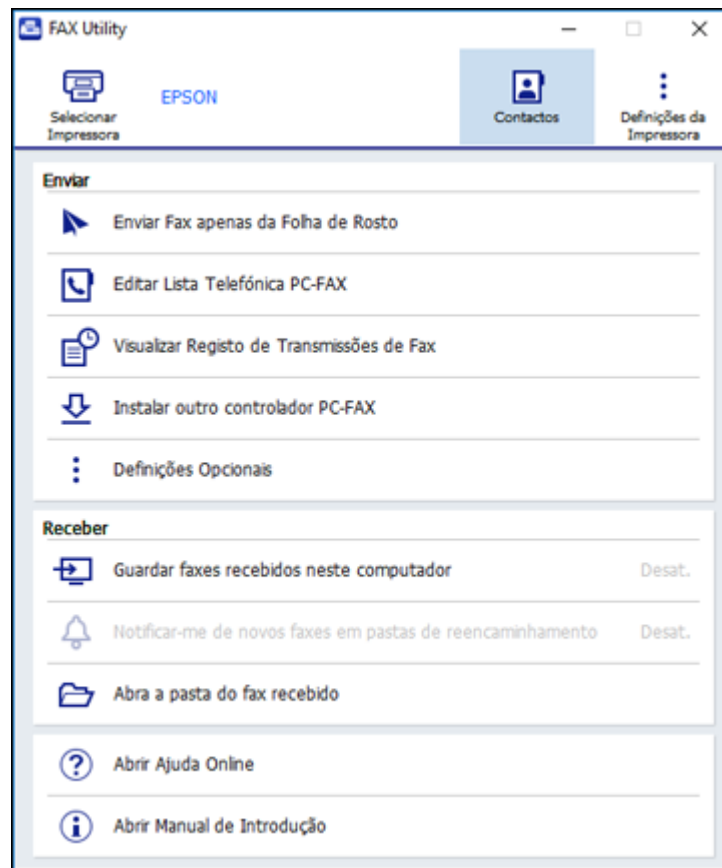 FAX Utility
Selecionar
Impressora
EPSON
Contactos
Definições da
Impressora
Enviar
Enviar Fax apenas da Folha de Rosto
Editar Lista Telefónica PC-FAX
Visualizar Registo de Transmissões de Fax
Instalar outro controlador PC-FAX
Definições Opcionais
Receber
Guardar faxes recebidos neste computador Desat.
Notificar-me de novos faxes em pastas de reencaminhamento Desat.
Abra a pasta do fax recebido
Abrir Ajuda Online
Abrir Manual de Introdução